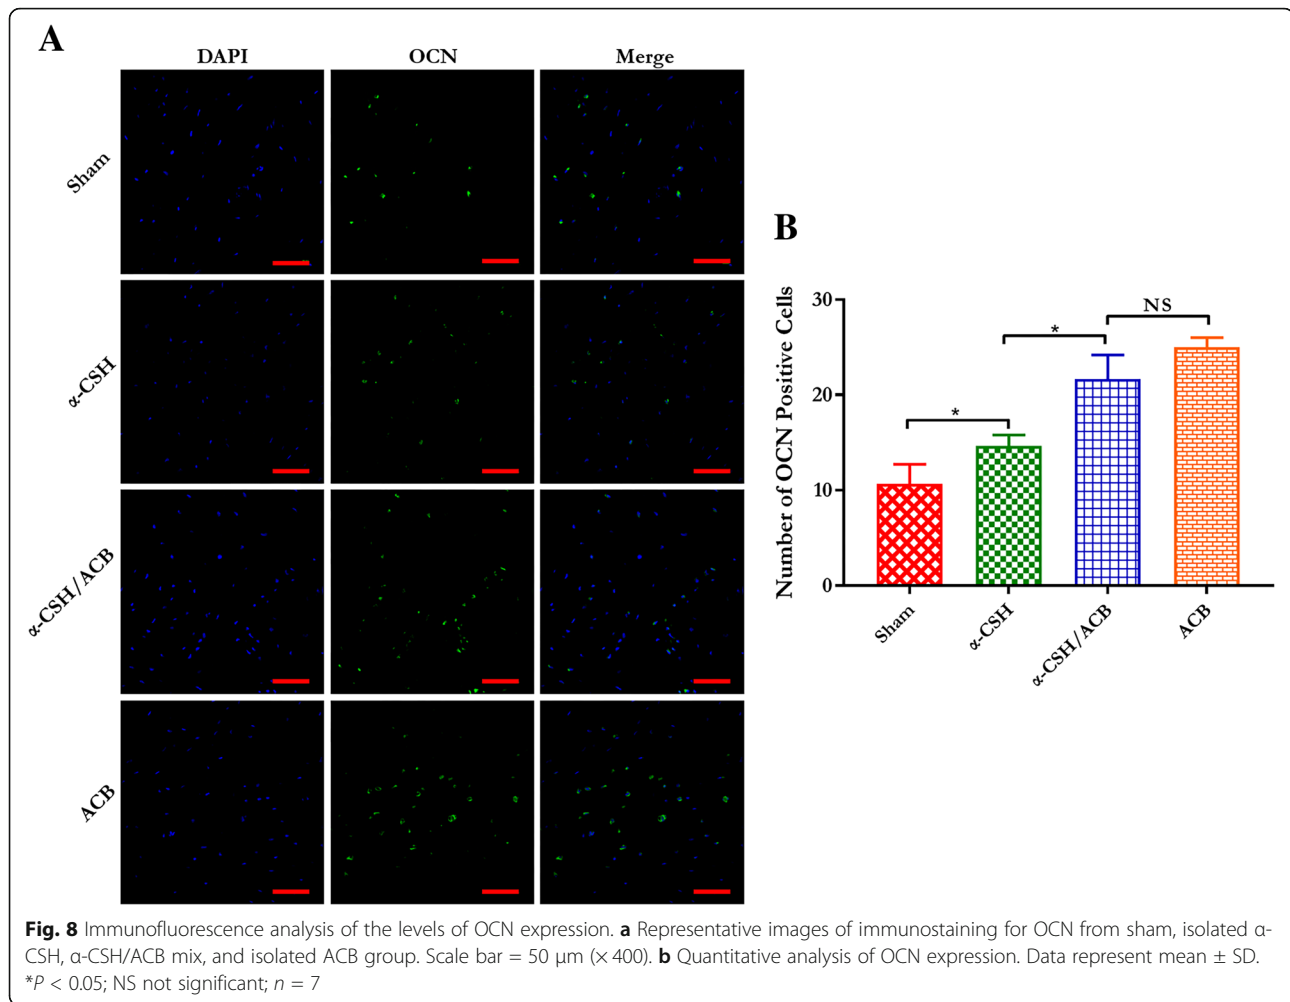 A
DAPI OCN Merge
Sham
α-CSH
α-CSH/ACB
ACB
B
Number of OCN Positive Cells
30
20
10
0
*
*
NS
Sham
α-CSH
α-CSH/ACB
ACB
Fig. 8 Immunofluorescence analysis of the levels of OCN expression. a Representative images of immunostaining for OCN from sham, isolated α-
CSH, α-CSH/ACB mix, and isolated ACB group. Scale bar = 50 μm (× 400). b Quantitative analysis of OCN expression. Data represent mean ± SD.
*P < 0.05; NS not significant; n = 7